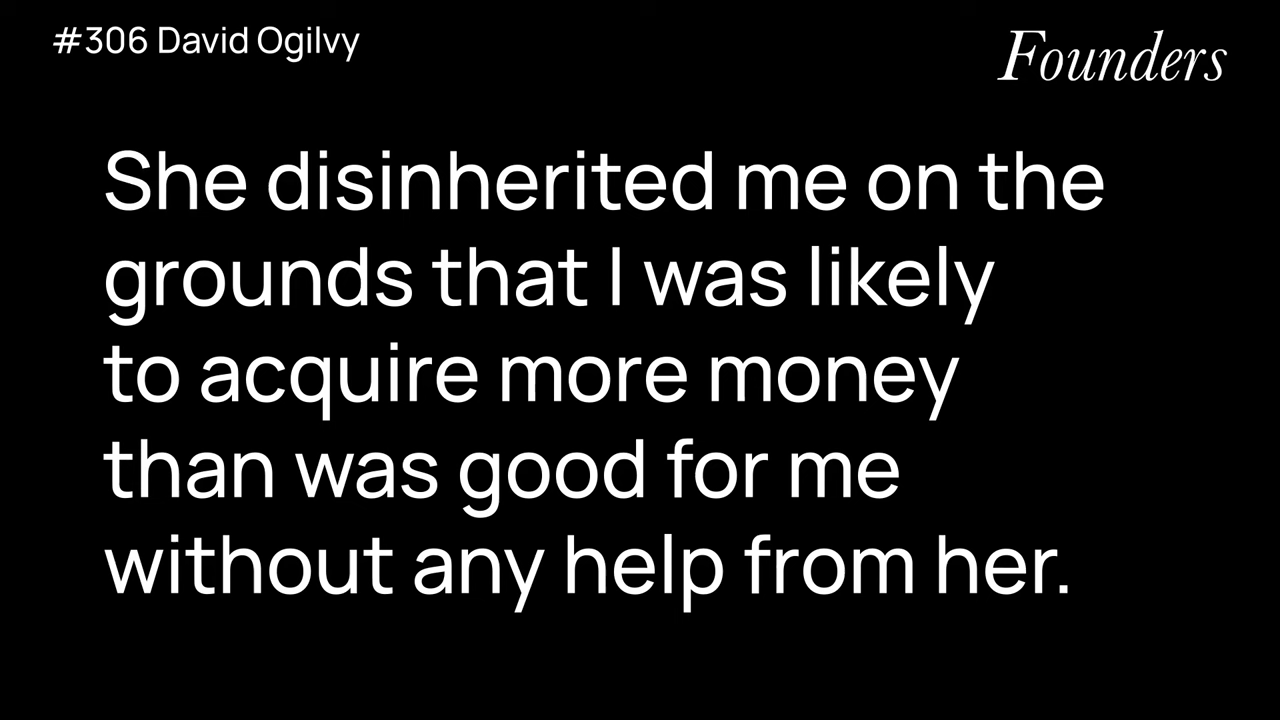 #306 David Ogilvy
Founders
She disinherited me on the
grounds that I was likely
to acquire more money
than was good for me
without any help from her.